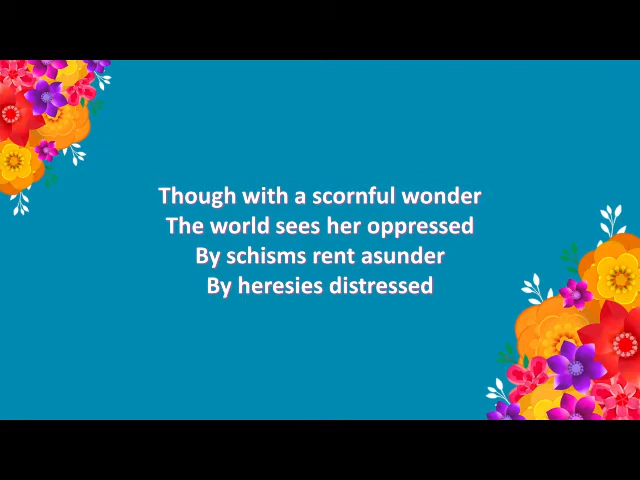 Though with a scornful wonder
The world sees her oppressed
By schisms rent asunder
By heresies distressed